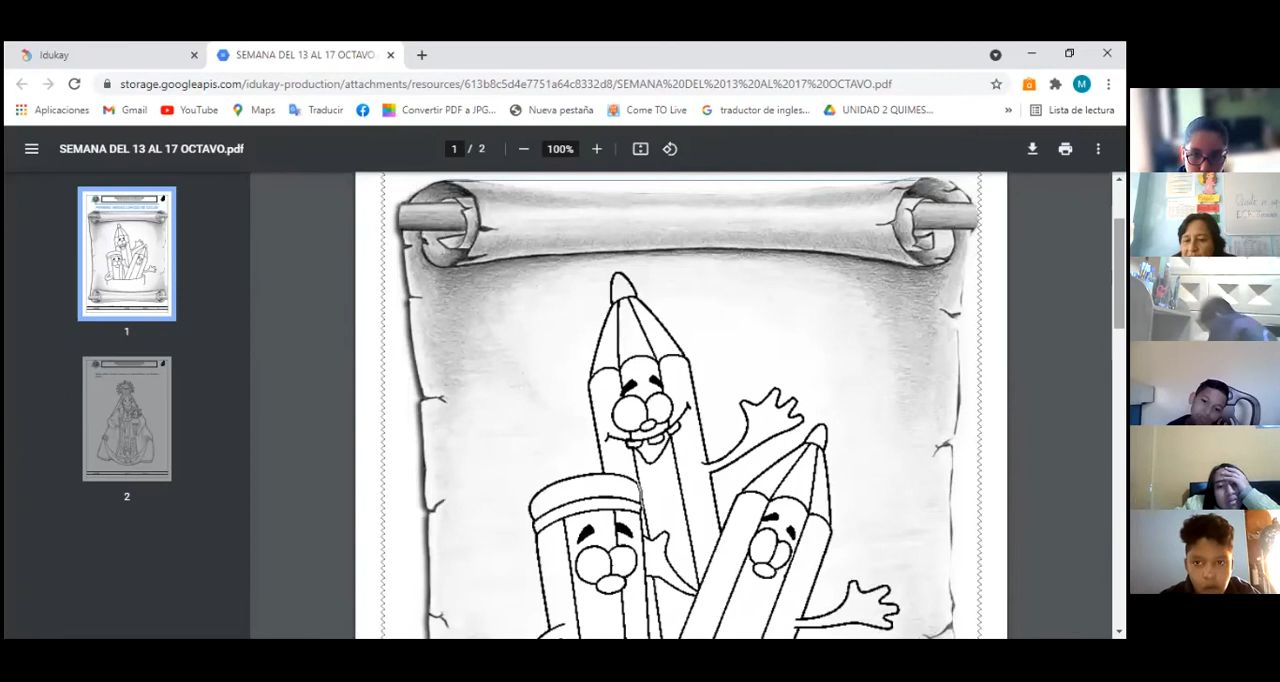 Idukay
SEMANA DEL 13 AL 17 OCTAVO
storage.googleapis.com/idukay-production/attachments/resources/613b8c5d4e7751a64c8332d8/SEMANA%20DEL%2013%20AL%2017%20OCTAVO.pdf
M
Aplicaciones Gmail YouTube Maps Traducir Convertir PDF a JPG... Nueva pestaña Come TO Live traductor de ingles... UNIDAD 2 QUIMES... » Lista de lectura
SEMANA DEL 13 AL 17 OCTAVO.pdf 1 / 2 100%
1
2